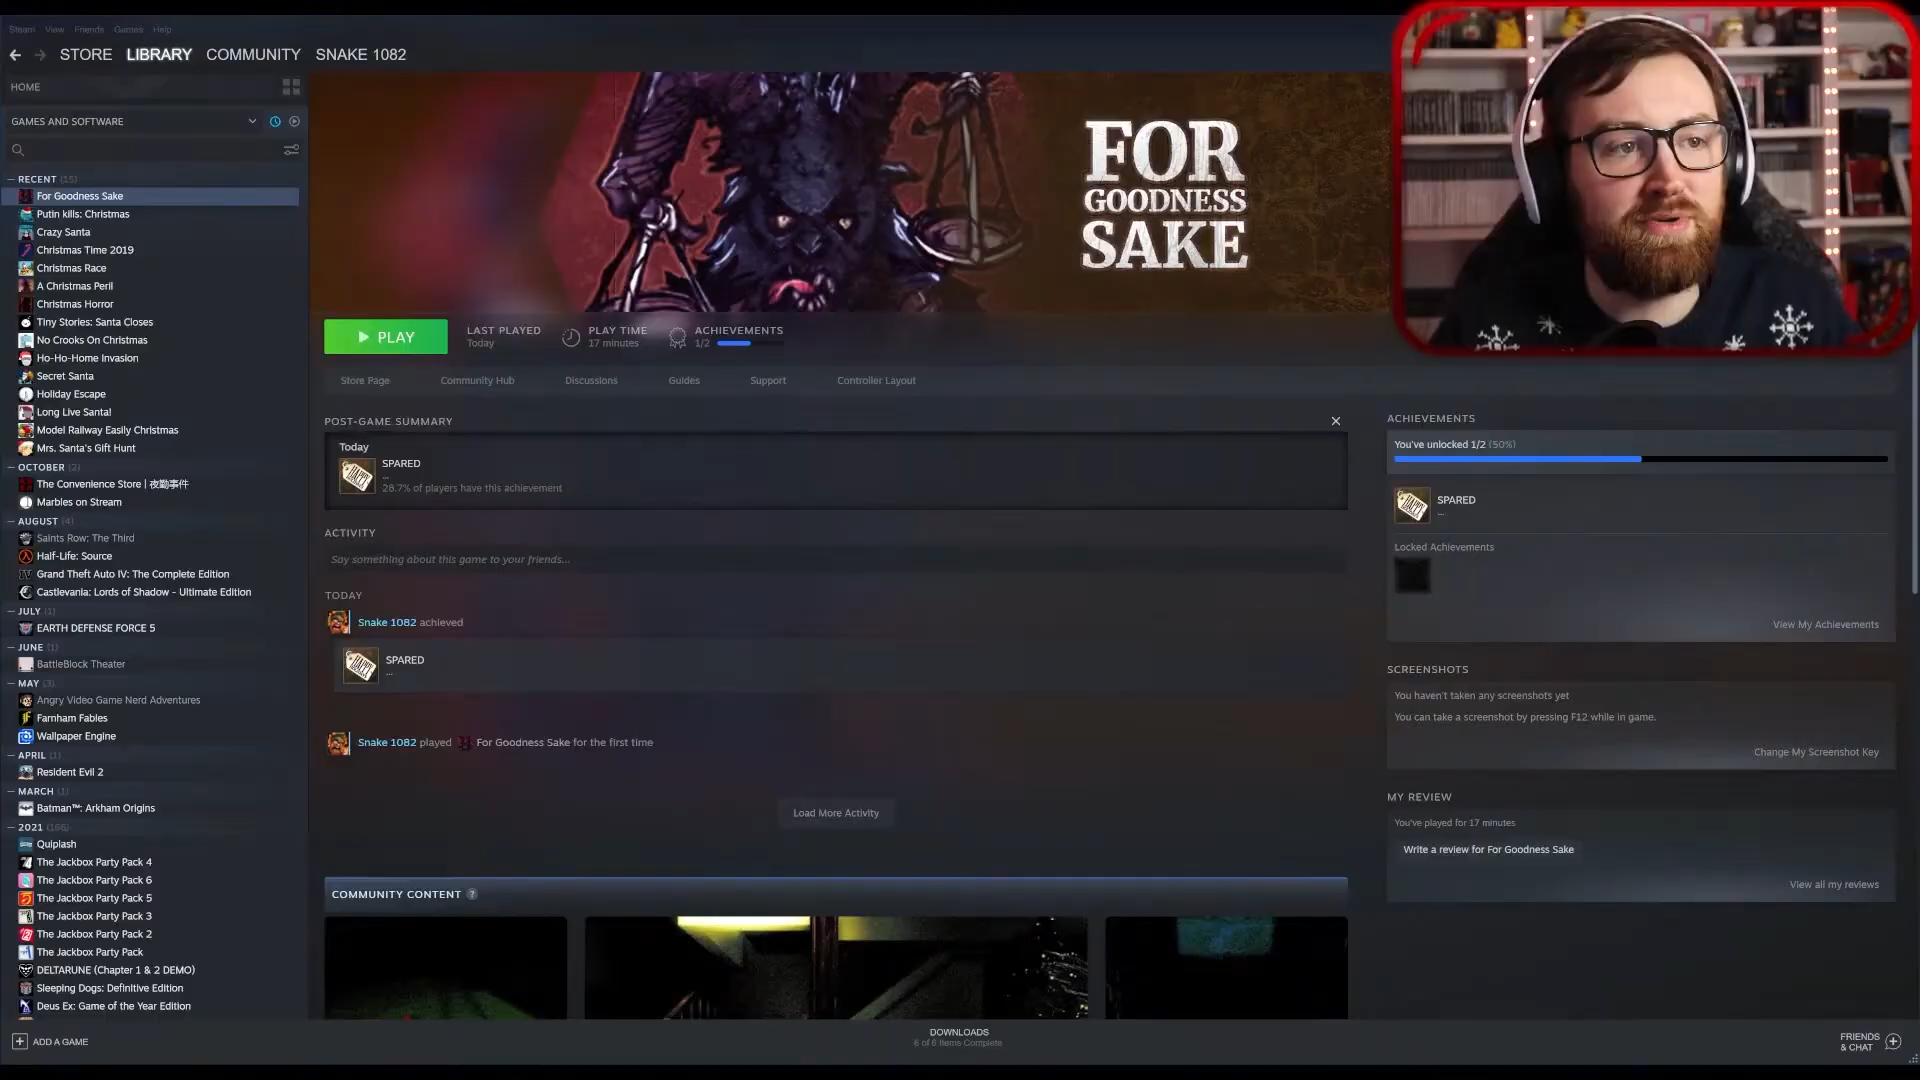 Steam View Friends Games Help
STORE LIBRARY COMMUNITY SNAKE 1082
HOME
GAMES AND SOFTWARE
RECENT (15)
For Goodness Sake
Putin kills: Christmas
Crazy Santa
Christmas Time 2019
Christmas Race
A Christmas Peril
Christmas Horror
Tiny Stories: Santa Closes
No Crooks On Christmas
Ho-Ho-Home Invasion
Secret Santa
Holiday Escape
Long Live Santa!
Model Railway Easily Christmas
Mrs. Santa's Gift Hunt
OCTOBER (2)
The Convenience Store | 夜勤事件
Marbles on Stream
AUGUST (4)
Saints Row: The Third
Half-Life: Source
Grand Theft Auto IV: The Complete Edition
Castlevania: Lords of Shadow - Ultimate Edition
JULY (1)
EARTH DEFENSE FORCE 5
JUNE (1)
BattleBlock Theater
MAY (3)
Angry Video Game Nerd Adventures
Farnham Fables
Wallpaper Engine
APRIL (1)
Resident Evil 2
MARCH (1)
Batman™: Arkham Origins
2021 (166)
Quiplash
The Jackbox Party Pack 4
The Jackbox Party Pack 6
The Jackbox Party Pack 5
The Jackbox Party Pack 3
The Jackbox Party Pack 2
The Jackbox Party Pack
DELTARUNE (Chapter 1 & 2 DEMO)
Sleeping Dogs: Definitive Edition
Deus Ex: Game of the Year Edition
ADD A GAME
FOR
GOODNESS
SAKE
PLAY
LAST PLAYED
Today
PLAY TIME
17 minutes
ACHIEVEMENTS
1/2
Store Page Community Hub Discussions Guides Support Controller Layout
POST-GAME SUMMARY
Today
HAPPY
SPARED
...
28.7% of players have this achievement
ACTIVITY
Say something about this game to your friends...
TODAY
Snake 1082 achieved
HAPPY
SPARED
...
Snake 1082 played For Goodness Sake for the first time
Load More Activity
COMMUNITY CONTENT ?
ACHIEVEMENTS
You've unlocked 1/2 (50%)
HAPPY
SPARED
...
Locked Achievements
View My Achievements
SCREENSHOTS
You haven't taken any screenshots yet
You can take a screenshot by pressing F12 while in game.
Change My Screenshot Key
MY REVIEW
You've played for 17 minutes
Write a review for For Goodness Sake
View all my reviews
DOWNLOADS
6 of 6 Items Complete
FRIENDS
& CHAT